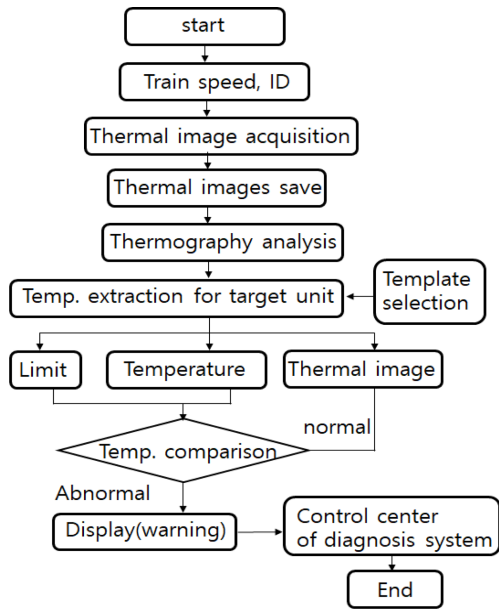 start
Train speed, ID
Thermal image acquisition
Thermal images save
Thermography analysis
Temp. extraction for target unit
Template
selection
Limit
Temperature
Thermal image
normal
Temp. comparison
Abnormal
Display(warning)
Control center
of diagnosis system
End